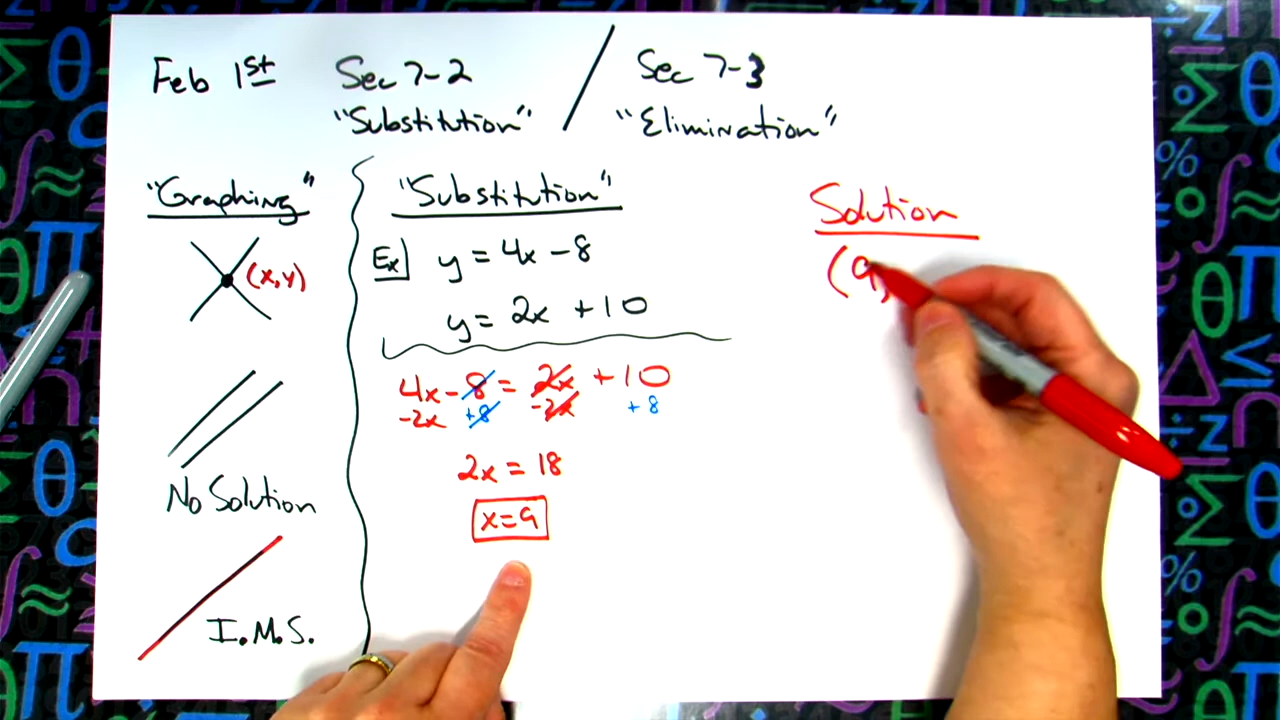 Feb 1st Sec 7-2 / Sec 7-3
"Substitution" "Elimination"
"Graphing"
(x,y)
No Solution
I.M.S.
"Substitution"
Ex y = 4x - 8
y = 2x + 10
4x - 8 = 2x + 10
-2x +8 -2x + 8
2x = 18
x = 9
Solution
(9,